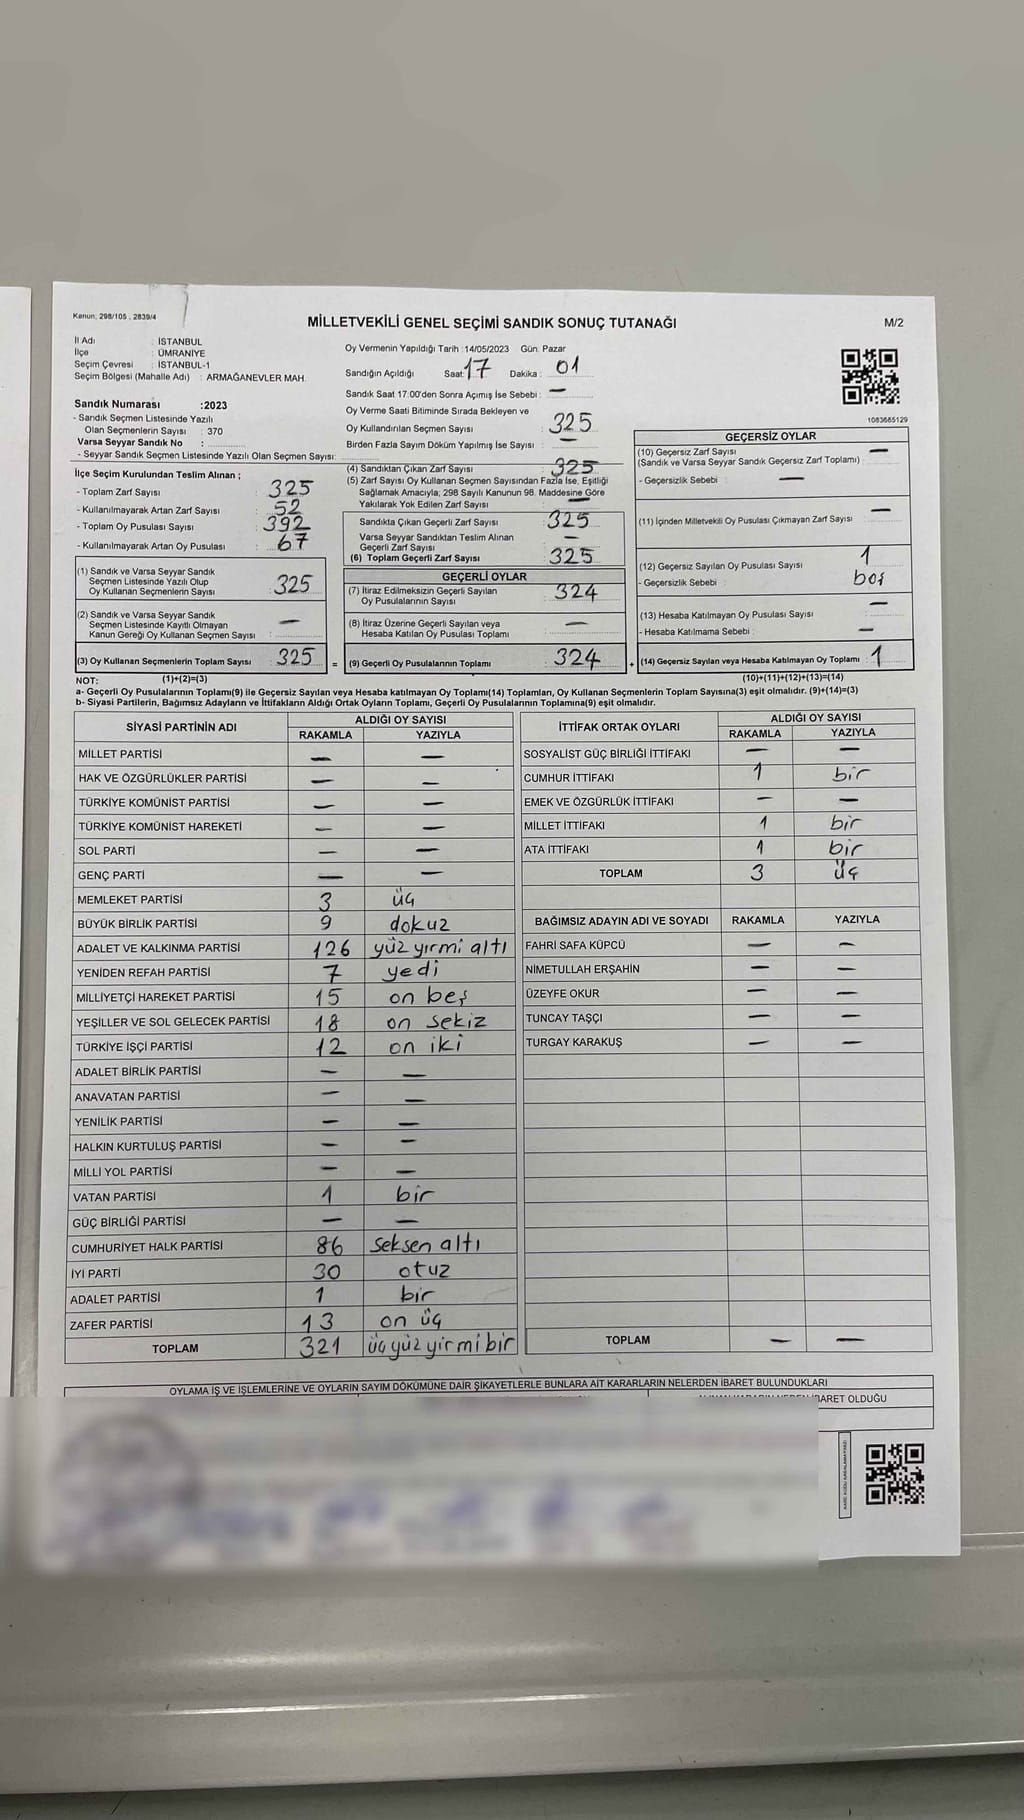 Kanun: 298/105 , 2839/4
MİLLETVEKİLİ GENEL SEÇİMİ SANDIK SONUÇ TUTANAĞI
M/2
İl Adı : İSTANBUL
İlçe : ÜMRANİYE
Seçim Çevresi : İSTANBUL-1
Seçim Bölgesi (Mahalle Adı) : ARMAĞANEVLER MAH.
Sandık Numarası :2023
- Sandık Seçmen Listesinde Yazılı
Olan Seçmenlerin Sayısı : 370
Varsa Seyyar Sandık No :
- Seyyar Sandık Seçmen Listesinde Yazılı Olan Seçmen Sayısı:
Oy Vermenin Yapıldığı Tarih :14/05/2023 Gün: Pazar
Sandığın Açıldığı Saat: 17 Dakika : 01
Sandık Saat 17:00'den Sonra Açımış İse Sebebi : —
Oy Verme Saati Bitiminde Sırada Bekleyen ve
Oy Kullandırılan Seçmen Sayısı : 325
Birden Fazla Sayım Döküm Yapılmış İse Sayısı : —
1083685129
İlçe Seçim Kurulundan Teslim Alınan ;
- Toplam Zarf Sayısı : 325
- Kullanılmayarak Artan Zarf Sayısı : 52
- Toplam Oy Pusulası Sayısı : 392
- Kullanılmayarak Artan Oy Pusulası : 67
(4) Sandıktan Çıkan Zarf Sayısı : 325
(5) Zarf Sayısı Oy Kullanan Seçmen Sayısından Fazla İse, Eşitliği
Sağlamak Amacıyla, 298 Sayılı Kanunun 98. Maddesine Göre
Yakılarak Yok Edilen Zarf Sayısı : —
Sandıkta Çıkan Geçerli Zarf Sayısı : 325
Varsa Seyyar Sandıktan Teslim Alınan
Geçerli Zarf Sayısı : —
(6) Toplam Geçerli Zarf Sayısı : 325
GEÇERSİZ OYLAR
(10) Geçersiz Zarf Sayısı : —
(Sandık ve Varsa Seyyar Sandık Geçersiz Zarf Toplamı)
- Geçersizlik Sebebi : —
(11) İçinden Milletvekili Oy Pusulası Çıkmayan Zarf Sayısı : —
(12) Geçersiz Sayılan Oy Pusulası Sayısı : 1
- Geçersizlik Sebebi : boş
(13) Hesaba Katılmayan Oy Pusulası Sayısı : —
- Hesaba Katılmama Sebebi : —
(14) Geçersiz Sayılan veya Hesaba Katılmayan Oy Toplamı : 1
(1) Sandık ve Varsa Seyyar Sandık
Seçmen Listesinde Yazılı Olup
Oy Kullanan Seçmenlerin Sayısı : 325
(2) Sandık ve Varsa Seyyar Sandık
Seçmen Listesinde Kayıtlı Olmayan
Kanun Gereği Oy Kullanan Seçmen Sayısı : —
(3) Oy Kullanan Seçmenlerin Toplam Sayısı : 325 =
GEÇERLİ OYLAR
(7) İtiraz Edilmeksizin Geçerli Sayılan
Oy Pusulalarının Sayısı : 324
(8) İtiraz Üzerine Geçerli Sayılan veya
Hesaba Katılan Oy Pusulası Toplamı : —
(9) Geçerli Oy Pusulalarının Toplamı : 324 +
NOT: (1)+(2)=(3) (10)+(11)+(12)+(13)=(14)
a- Geçerli Oy Pusulalarının Toplamı(9) ile Geçersiz Sayılan veya Hesaba katılmayan Oy Toplamı(14) Toplamları, Oy Kullanan Seçmenlerin Toplam Sayısına(3) eşit olmalıdır. (9)+(14)=(3)
b- Siyasi Partilerin, Bağımsız Adayların ve İttifakların Aldığı Ortak Oyların Toplamı, Geçerli Oy Pusulalarının Toplamına(9) eşit olmalıdır.
SİYASİ PARTİNİN ADI ALDIĞI OY SAYISI
RAKAMLA YAZIYLA
MİLLET PARTİSİ — —
HAK VE ÖZGÜRLÜKLER PARTİSİ — —
TÜRKİYE KOMÜNİST PARTİSİ — —
TÜRKİYE KOMÜNİST HAREKETİ — —
SOL PARTİ — —
GENÇ PARTİ — —
MEMLEKET PARTİSİ 3 üç
BÜYÜK BİRLİK PARTİSİ 9 dokuz
ADALET VE KALKINMA PARTİSİ 126 yüz yırmi altı
YENİDEN REFAH PARTİSİ 7 yedi
MİLLİYETÇİ HAREKET PARTİSİ 15 on beş
YEŞİLLER VE SOL GELECEK PARTİSİ 18 on sekiz
TÜRKİYE İŞÇİ PARTİSİ 12 on iki
ADALET BİRLİK PARTİSİ — —
ANAVATAN PARTİSİ — —
YENİLİK PARTİSİ — —
HALKIN KURTULUŞ PARTİSİ — —
MİLLİ YOL PARTİSİ — —
VATAN PARTİSİ 1 bir
GÜÇ BİRLİĞİ PARTİSİ — —
CUMHURİYET HALK PARTİSİ 86 seksen altı
İYİ PARTİ 30 otuz
ADALET PARTİSİ 1 bir
ZAFER PARTİSİ 13 on üç
TOPLAM 321 üç yüz yirmi bir
İTTİFAK ORTAK OYLARI ALDIĞI OY SAYISI
RAKAMLA YAZIYLA
SOSYALİST GÜÇ BİRLİĞİ İTTİFAKI — —
CUMHUR İTTİFAKI 1 bir
EMEK VE ÖZGÜRLÜK İTTİFAKI — —
MİLLET İTTİFAKI 1 bir
ATA İTTİFAKI 1 bir
TOPLAM 3 üç
BAĞIMSIZ ADAYIN ADI VE SOYADI RAKAMLA YAZIYLA
FAHRİ SAFA KÜPCÜ — —
NİMETULLAH ERŞAHİN — —
ÜZEYFE OKUR — —
TUNCAY TAŞÇI — —
TURGAY KARAKUŞ — —
TOPLAM — —
OYLAMA İŞ VE İŞLEMLERİNE VE OYLARIN SAYIM DÖKÜMÜNE DAİR ŞİKAYETLERLE BUNLARA AİT KARARLARIN NELERDEN İBARET BULUNDUKLARI
İBARET OLDUĞU